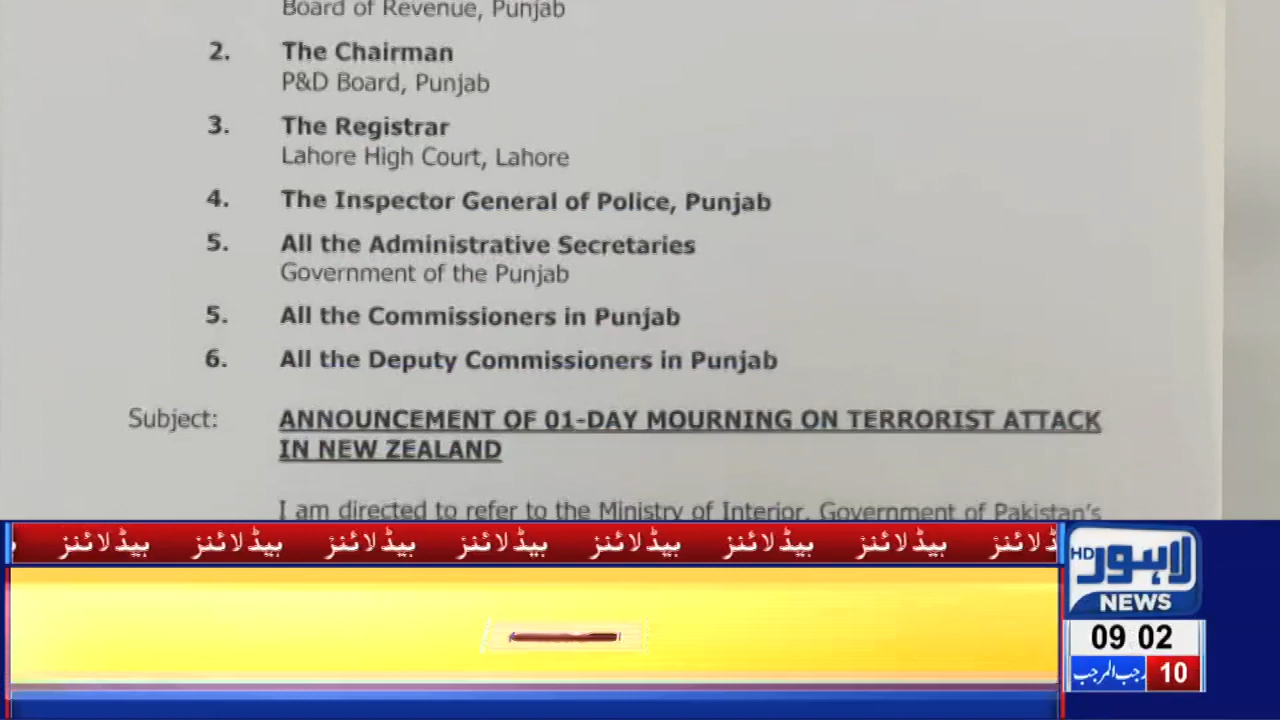 Board of Revenue, Punjab
2. The Chairman
P&D Board, Punjab
3. The Registrar
Lahore High Court, Lahore
4. The Inspector General of Police, Punjab
5. All the Administrative Secretaries
Government of the Punjab
5. All the Commissioners in Punjab
6. All the Deputy Commissioners in Punjab
Subject: ANNOUNCEMENT OF 01-DAY MOURNING ON TERRORIST ATTACK
IN NEW ZEALAND
I am directed to refer to the Ministry of Interior, Government of Pakistan's
ہیڈلائنز ہیڈلائنز ہیڈلائنز ہیڈلائنز ہیڈلائنز ہیڈلائنز ہیڈلائنز
HD لاہور
NEWS
09 02
10 رجب المرجب